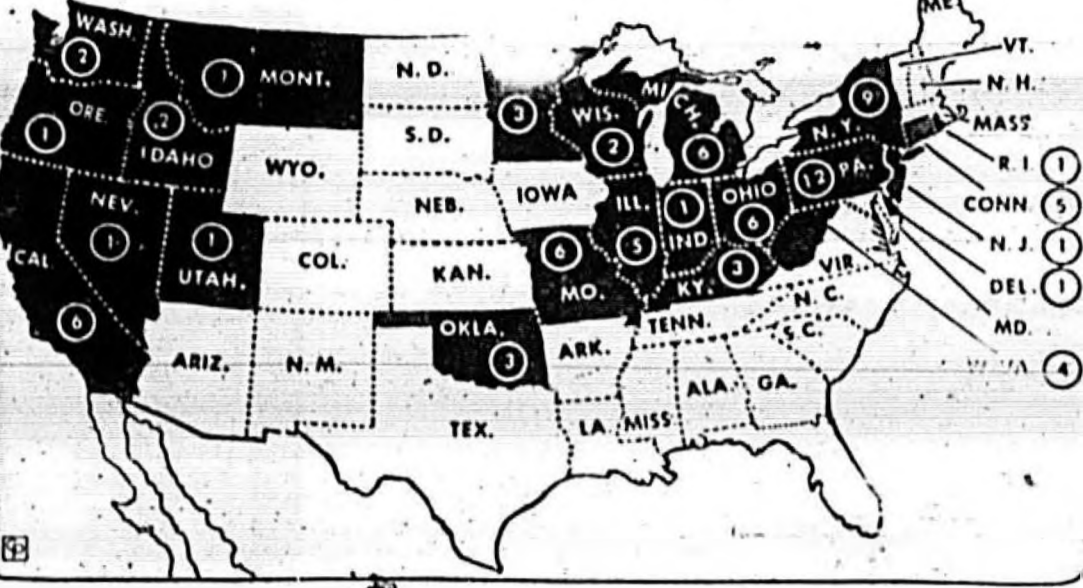 WASH.
2
1 MONT.
ORE.
1
2
IDAHO
N. D.
S. D.
WYO.
NEB.
3
WIS.
2
MICH.
6
IOWA
NEV.
1
1
UTAH.
CAL.
6
COL.
KAN.
6
MO.
ILL.
5
1
IND.
OHIO
6
KY.
3
12 PA.
9
N. Y.
ME.
VT.
N. H.
MASS
R. I. 1
CONN. 5
N. J. 1
DEL. 1
MD.
4
VIR.
N. C.
S. C.
TENN.
ARIZ.
N. M.
OKLA.
3
ARK.
TEX.
LA.
MISS
ALA.
GA.